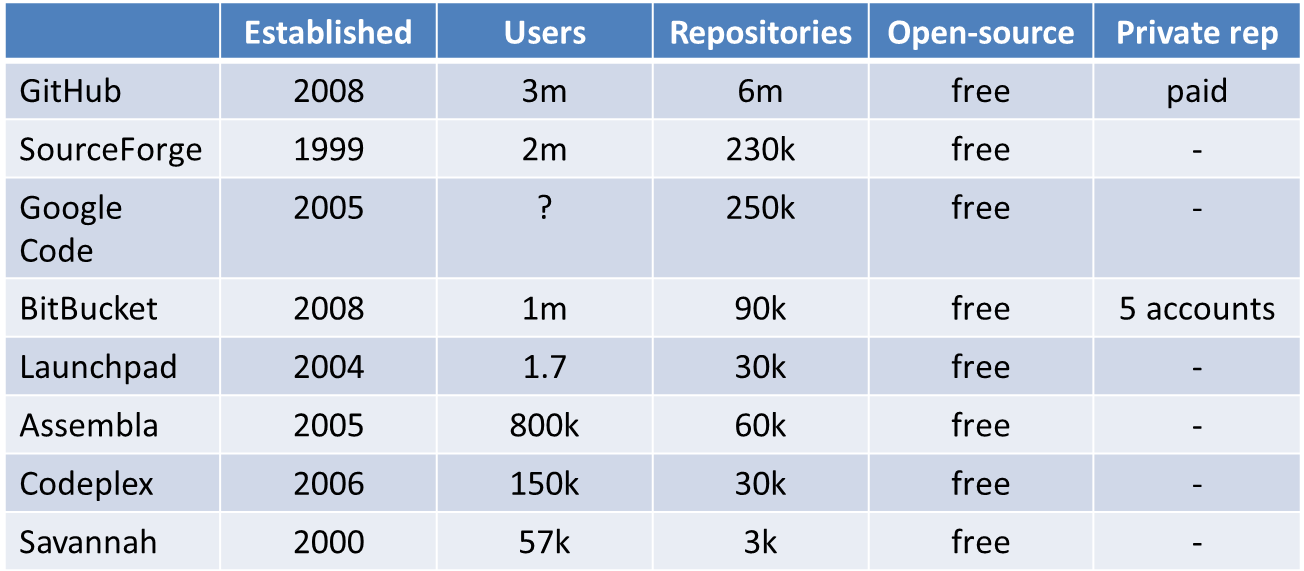 Established Users Repositories Open-source Private rep
GitHub 2008 3m 6m free paid
SourceForge 1999 2m 230k free -
Google 2005 ? 250k free -
Code
BitBucket 2008 1m 90k free 5 accounts
Launchpad 2004 1.7 30k free -
Assembla 2005 800k 60k free -
Codeplex 2006 150k 30k free -
Savannah 2000 57k 3k free -